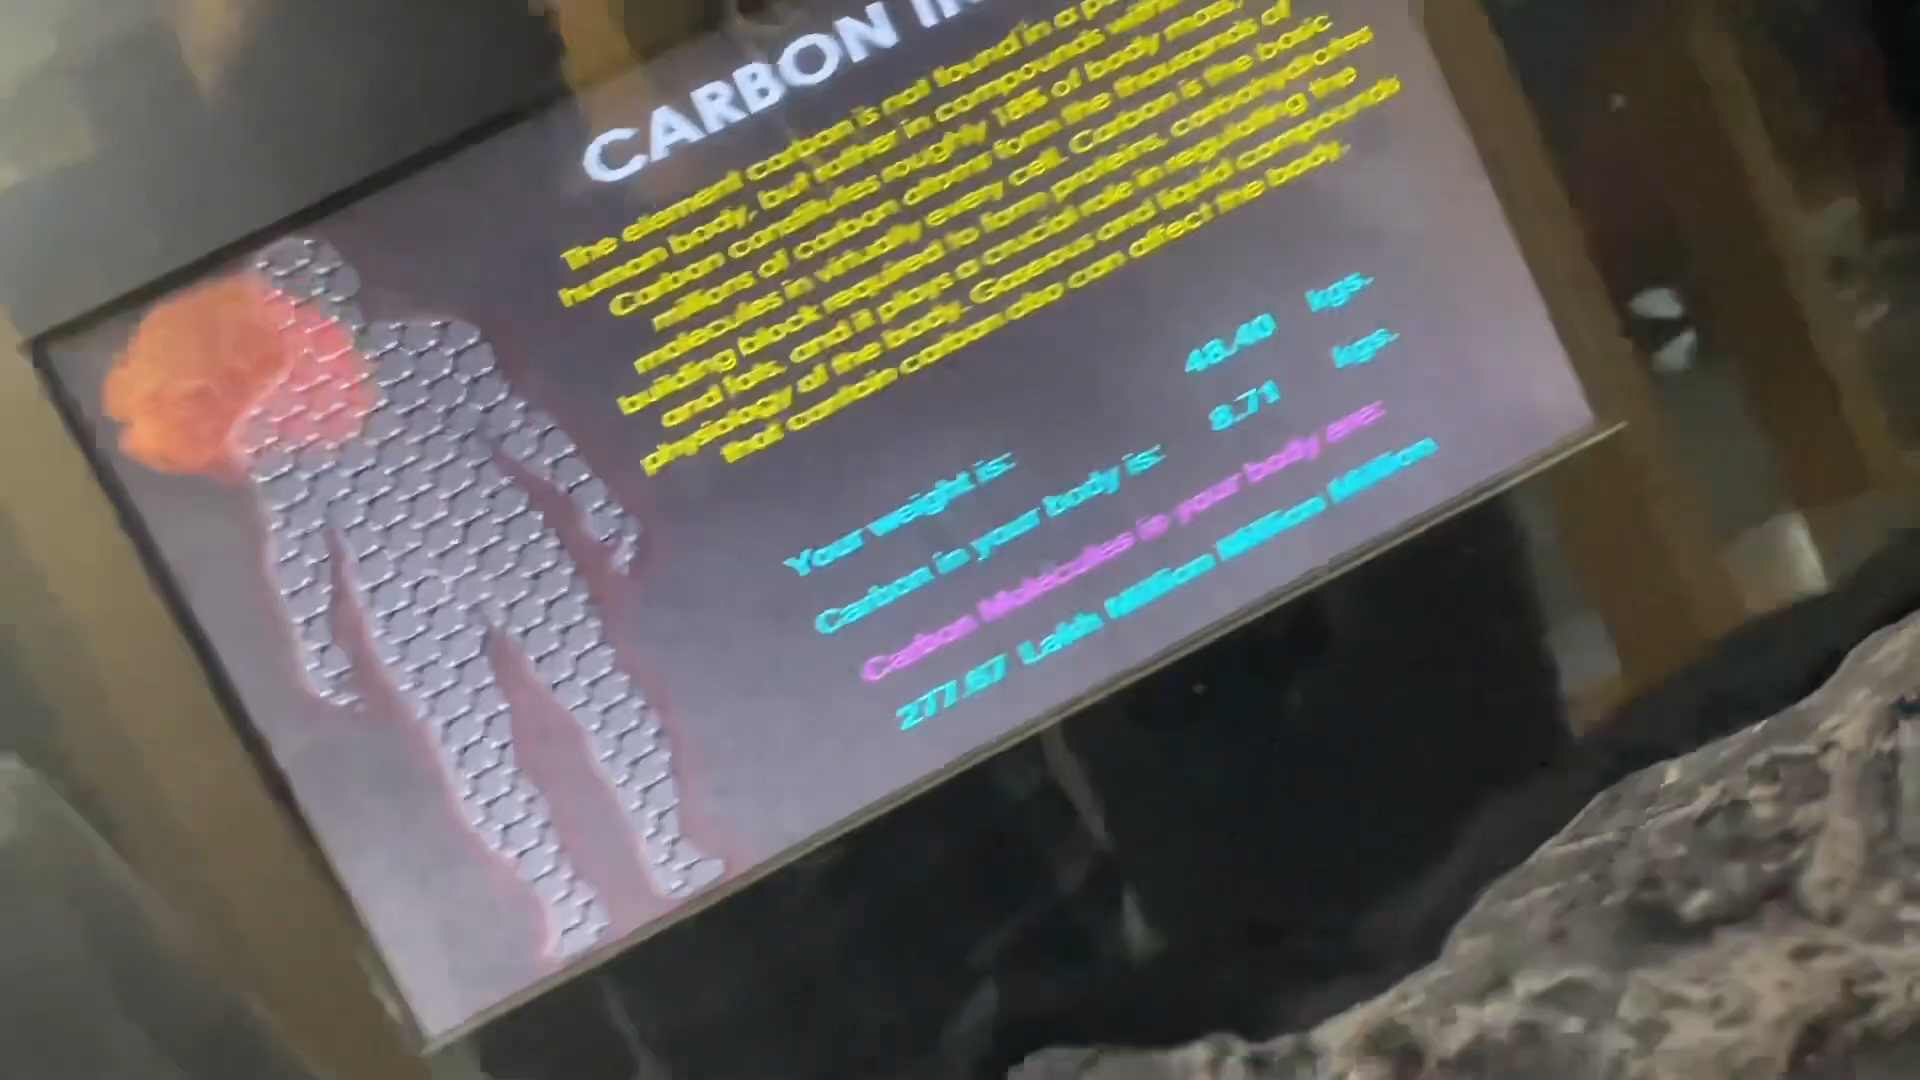 CARBON
The element carbon is not found in a
human body, but rather in compounds within
Carbon constitutes roughly 18% of body mass,
millions of carbon atoms form the thousands of
molecules in virtually every cell. Carbon is the basic
building block required to form proteins, carbohydrates
and fats, and it plays a crucial role in regulating the
physiology of the body. Gaseous and liquid compounds
that contain carbon also can affect the body.
Your weight is: 48.40 kgs.
Carbon in your body is: 8.71 kgs.
Carbon Molecules in your body are:
277.67 Lakh Million Million Million